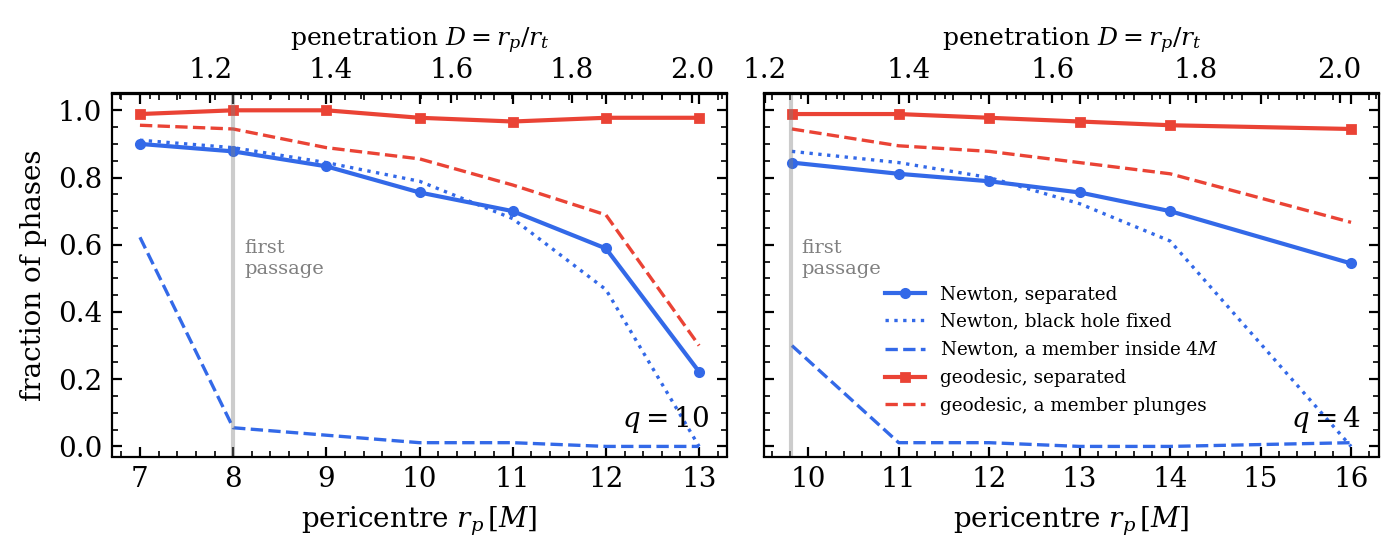 penetration D = r_p/r_t
penetration D = r_p/r_t
1.2 1.4 1.6 1.8 2.0
1.2 1.4 1.6 1.8 2.0
fraction of phases
1.0
0.8
0.6
0.4
0.2
0.0
first
passage
q = 10
7 8 9 10 11 12 13
pericentre r_p [M]
first
passage
Newton, separated
Newton, black hole fixed
Newton, a member inside 4M
geodesic, separated
geodesic, a member plunges
q = 4
10 11 12 13 14 15 16
pericentre r_p [M]